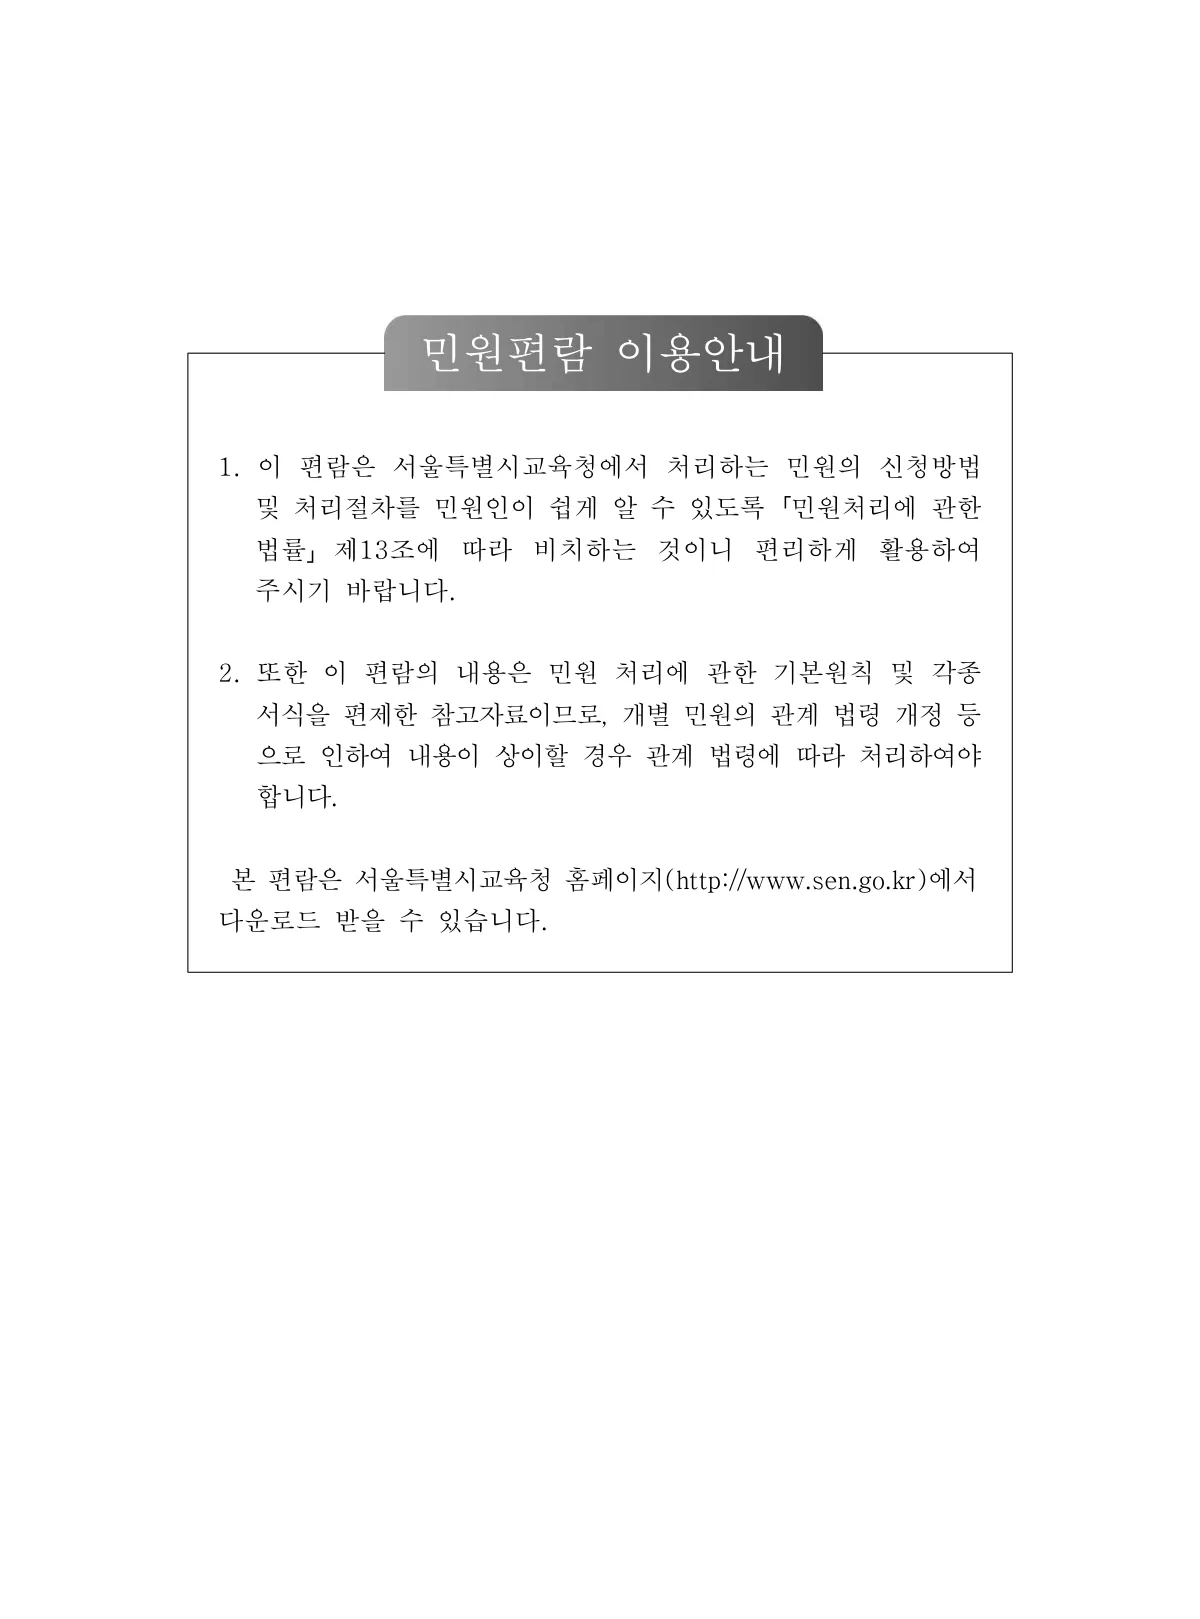 민원편람 이용안내
1. 이 편람은 서울특별시교육청에서 처리하는 민원의 신청방법
및 처리절차를 민원인이 쉽게 알 수 있도록 「민원처리에 관한
법률」 제13조에 따라 비치하는 것이니 편리하게 활용하여
주시기 바랍니다.
2. 또한 이 편람의 내용은 민원 처리에 관한 기본원칙 및 각종
서식을 편제한 참고자료이므로, 개별 민원의 관계 법령 개정 등
으로 인하여 내용이 상이할 경우 관계 법령에 따라 처리하여야
합니다.
본 편람은 서울특별시교육청 홈페이지(http://www.sen.go.kr)에서
다운로드 받을 수 있습니다.